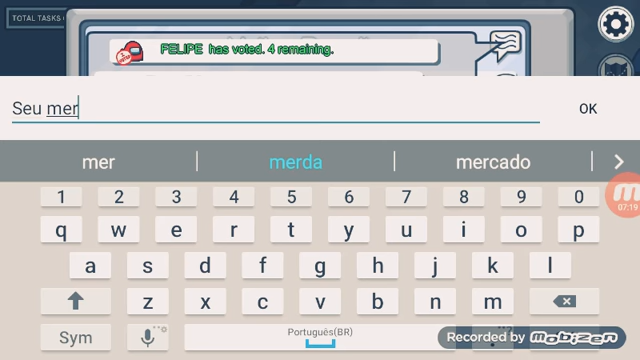 TOTAL TASKS
FELIPE has voted. 4 remaining.
Seu mer
OK
mer
merda
mercado
07:19
1 2 3 4 5 6 7 8 9 0
q w e r t y u i o p
a s d f g h j k l
z x c v b n m
Sym
Português(BR)
Recorded by Mobizen